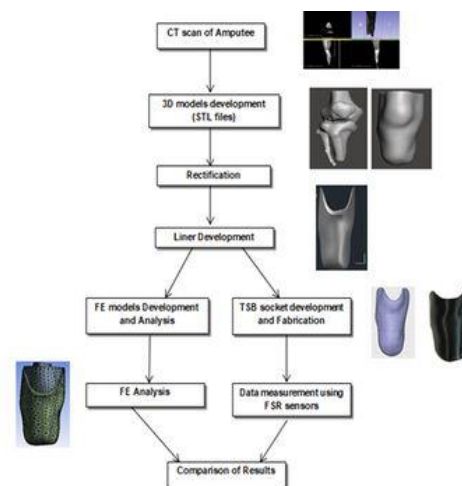 CT scan of Amputee
3D models development
(STL files)
Rectification
Liner Development
FE models Development
and Analysis
TSB socket development
and Fabrication
FE Analysis
Data measurement using
FSR sensors
Comparison of Results